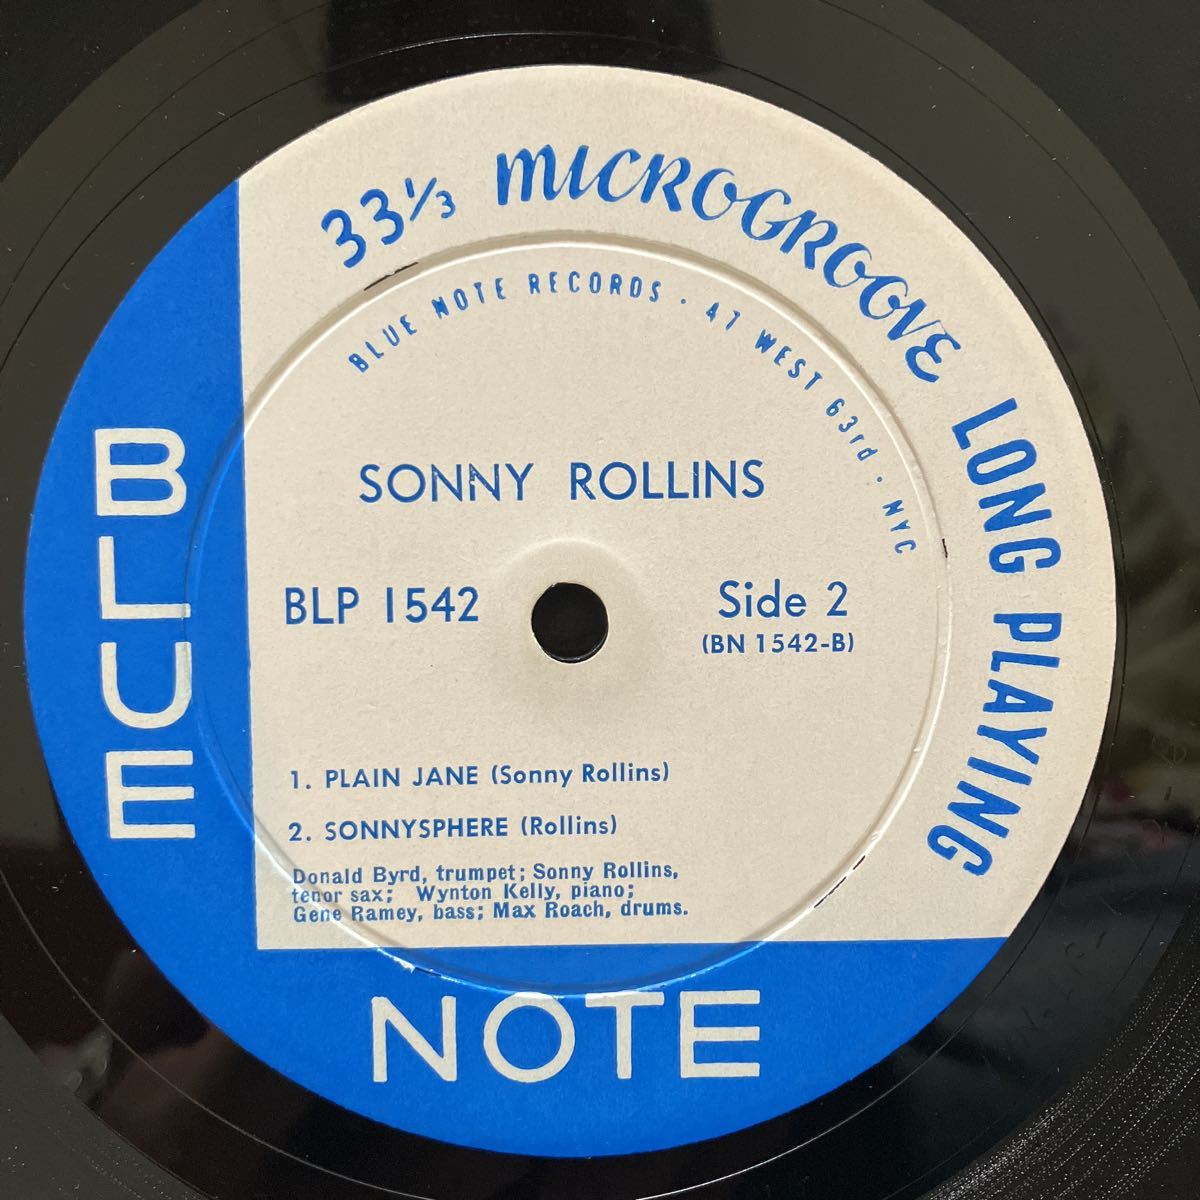 33⅓ MICROGROOVE LONG PLAYING
BLUE NOTE RECORDS · 47 WEST 63rd · NYC
SONNY ROLLINS
BLP 1542
Side 2
(BN 1542-B)
1. PLAIN JANE (Sonny Rollins)
2. SONNYSPHERE (Rollins)
Donald Byrd, trumpet; Sonny Rollins,
tenor sax; Wynton Kelly, piano;
Gene Ramey, bass; Max Roach, drums.
BLUE
NOTE